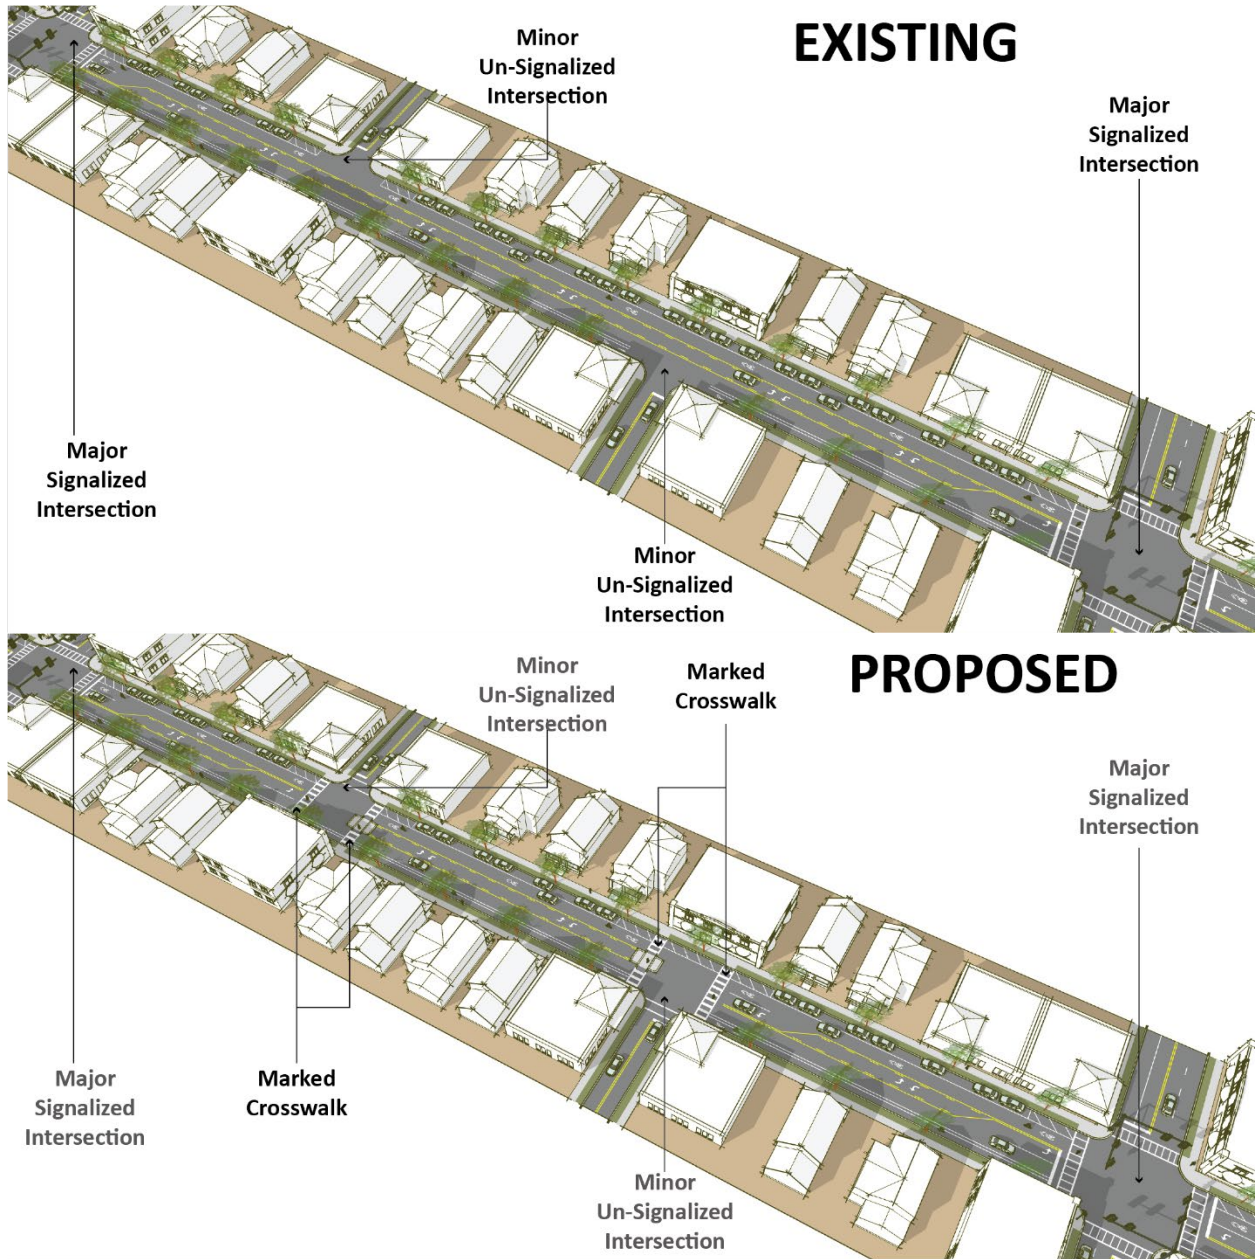 EXISTING
Minor
Un-Signalized
Intersection
Major
Signalized
Intersection
Major
Signalized
Intersection
Minor
Un-Signalized
Intersection
PROPOSED
Minor
Un-Signalized
Intersection
Marked
Crosswalk
Major
Signalized
Intersection
Major
Signalized
Intersection
Marked
Crosswalk
Minor
Un-Signalized
Intersection